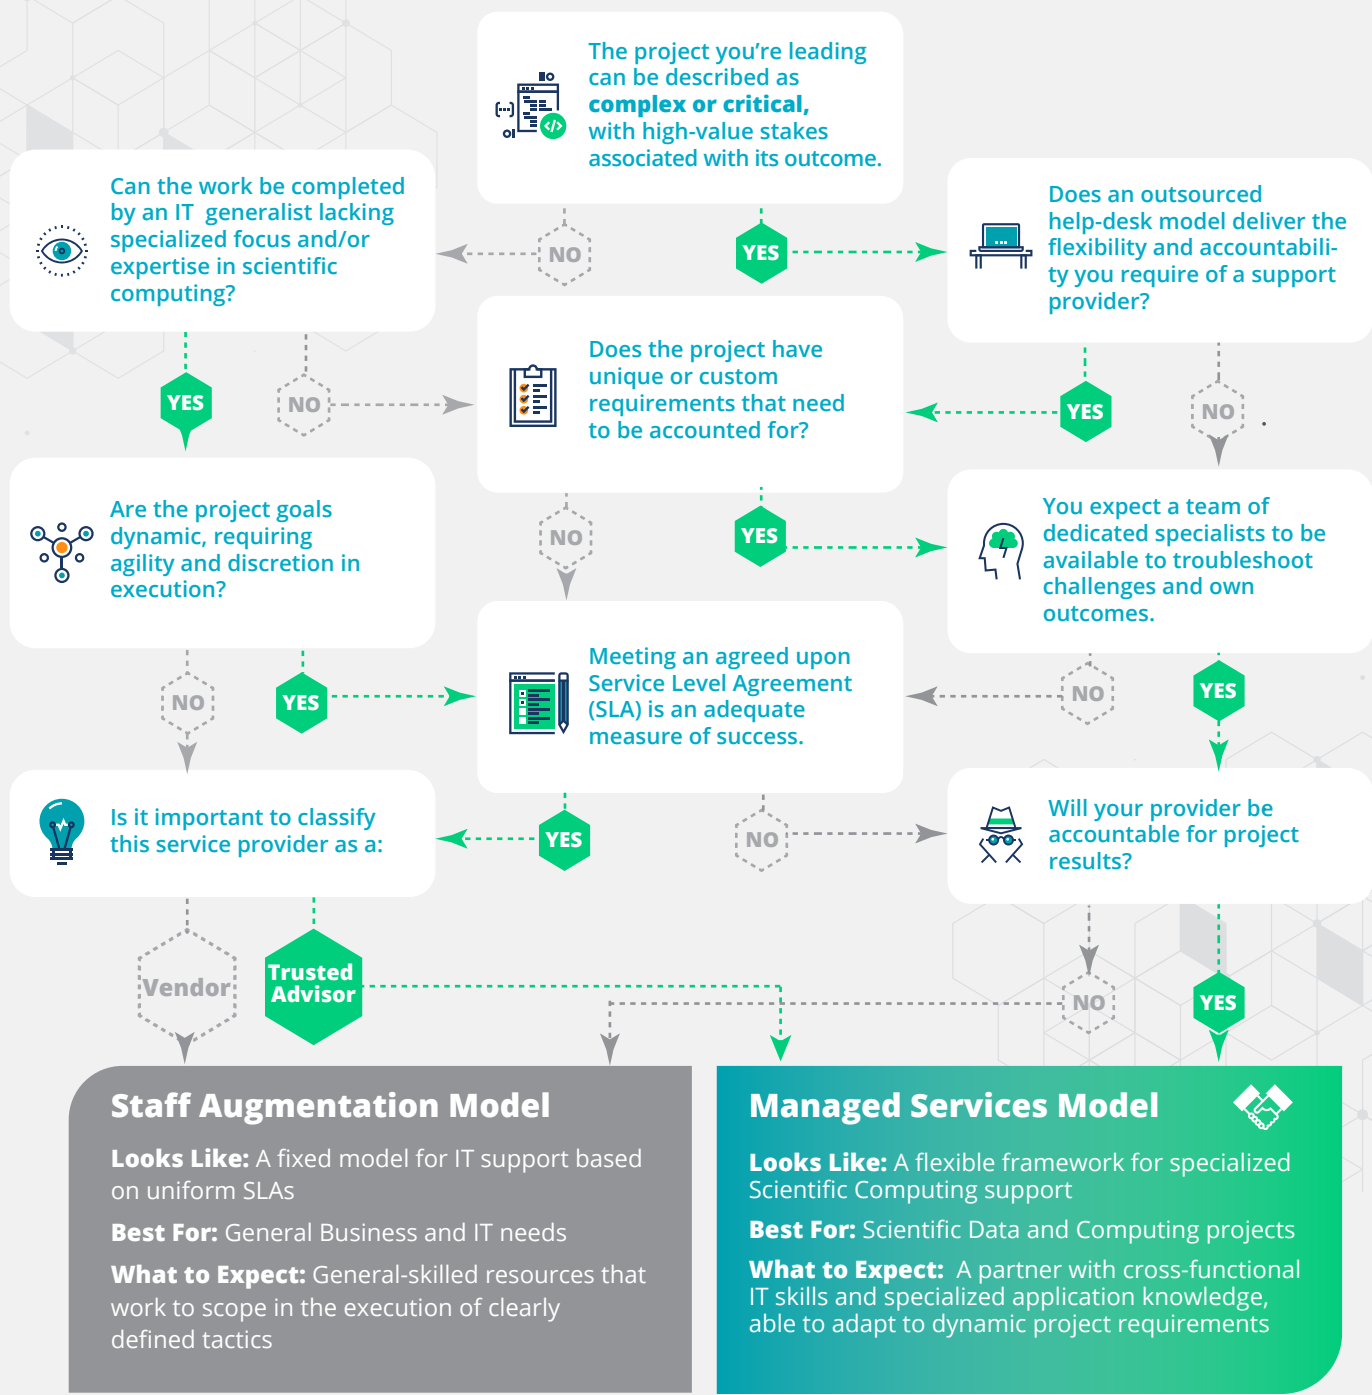 The project you’re leading
can be described as
complex or critical,
with high-value stakes
associated with its outcome.
Can the work be completed
by an IT generalist lacking
specialized focus and/or
expertise in scientific
computing?
Does an outsourced
help-desk model deliver the
flexibility and accountabili-
ty you require of a support
provider?
NO
YES
Does the project have
unique or custom
requirements that need
to be accounted for?
YES
NO
YES
NO
Are the project goals
dynamic, requiring
agility and discretion in
execution?
NO
YES
You expect a team of
dedicated specialists to be
available to troubleshoot
challenges and own
outcomes.
Meeting an agreed upon
Service Level Agreement
(SLA) is an adequate
measure of success.
NO
YES
NO
YES
Is it important to classify
this service provider as a:
YES
NO
Will your provider be
accountable for project
results?
Vendor
Trusted
Advisor
NO
YES
Staff Augmentation Model
Looks Like: A fixed model for IT support based
on uniform SLAs
Best For: General Business and IT needs
What to Expect: General-skilled resources that
work to scope in the execution of clearly
defined tactics
Managed Services Model
Looks Like: A flexible framework for specialized
Scientific Computing support
Best For: Scientific Data and Computing projects
What to Expect: A partner with cross-functional
IT skills and specialized application knowledge,
able to adapt to dynamic project requirements